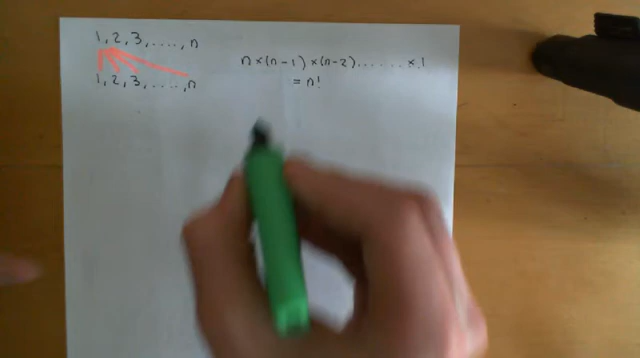 1, 2, 3, ....., n
1, 2, 3, ....., n
n × (n-1) × (n-2) ...... × 1
= n!